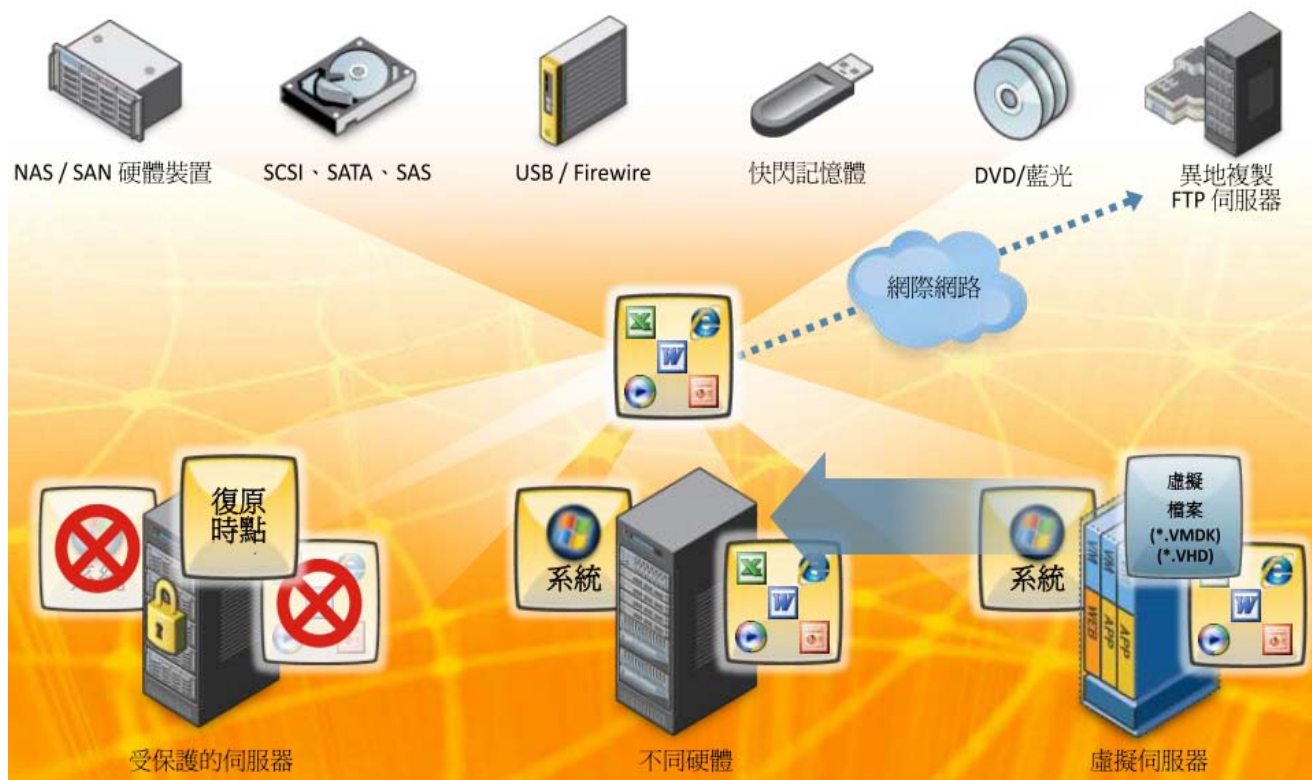 NAS / SAN 硬體裝置
SCSI、SATA、SAS
USB / Firewire
快閃記憶體
DVD/藍光
異地複製
FTP 伺服器
網際網路
復原
時點
系統
系統
虛擬
檔案
(*.VMDK)
(*.VHD)
VM
VM
WEB
APP
APP
受保護的伺服器
不同硬體
虛擬伺服器